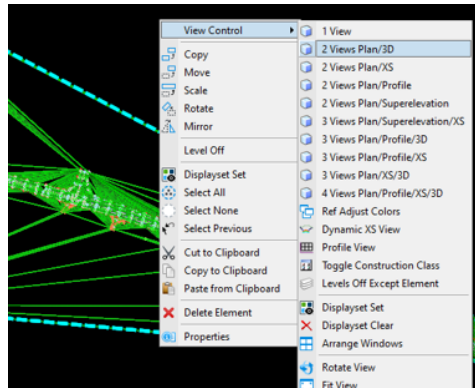 View Control
Copy
Move
Scale
Rotate
Mirror
Level Off
Displayset Set
Select All
Select None
Select Previous
Cut to Clipboard
Copy to Clipboard
Paste from Clipboard
Delete Element
Properties
1 View
2 Views Plan/3D
2 Views Plan/XS
2 Views Plan/Profile
2 Views Plan/Superelevation
3 Views Plan/Superelevation/XS
3 Views Plan/Profile/3D
3 Views Plan/Profile/XS
3 Views Plan/XS/3D
4 Views Plan/Profile/XS/3D
Ref Adjust Colors
Dynamic XS View
Profile View
Toggle Construction Class
Levels Off Except Element
Displayset Set
Displayset Clear
Arrange Windows
Rotate View
Fit View